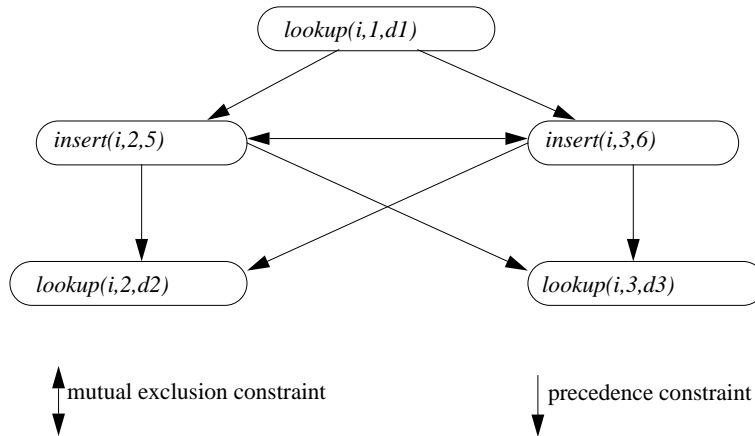 lookup(i,1,d1)
insert(i,2,5)
insert(i,3,6)
lookup(i,2,d2)
lookup(i,3,d3)
mutual exclusion constraint
precedence constraint